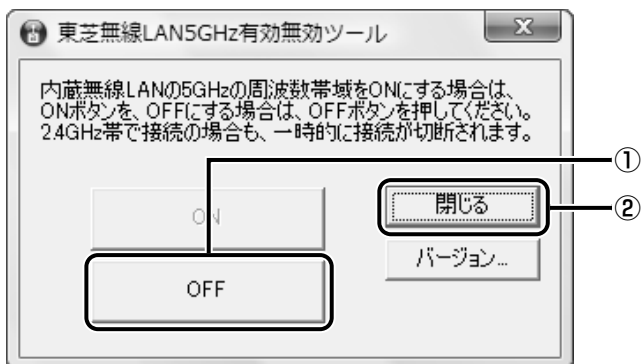 東芝無線LAN5GHz有効無効ツール
内蔵無線LANの5GHzの周波数帯域をONにする場合は、
ONボタンを、OFFにする場合は、OFFボタンを押してください。
2.4GHz帯で接続の場合も、一時的に接続が切断されます。
①
ON
閉じる
②
バージョン...
OFF